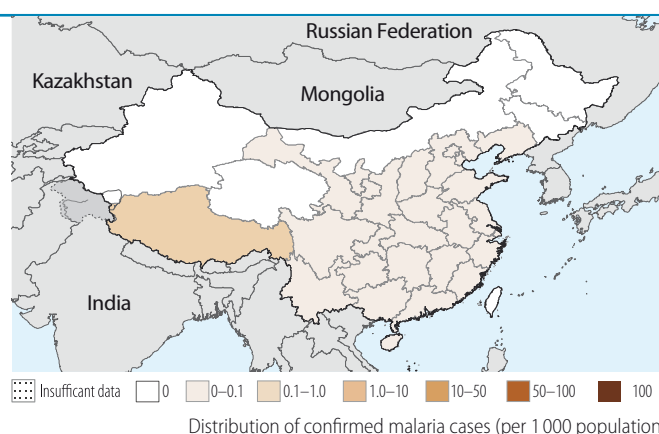 Russian Federation
Kazakhstan
Mongolia
India
Insufficant data 0 0–0.1 0.1–1.0 1.0–10 10–50 50–100 100
Distribution of confirmed malaria cases (per 1 000 population